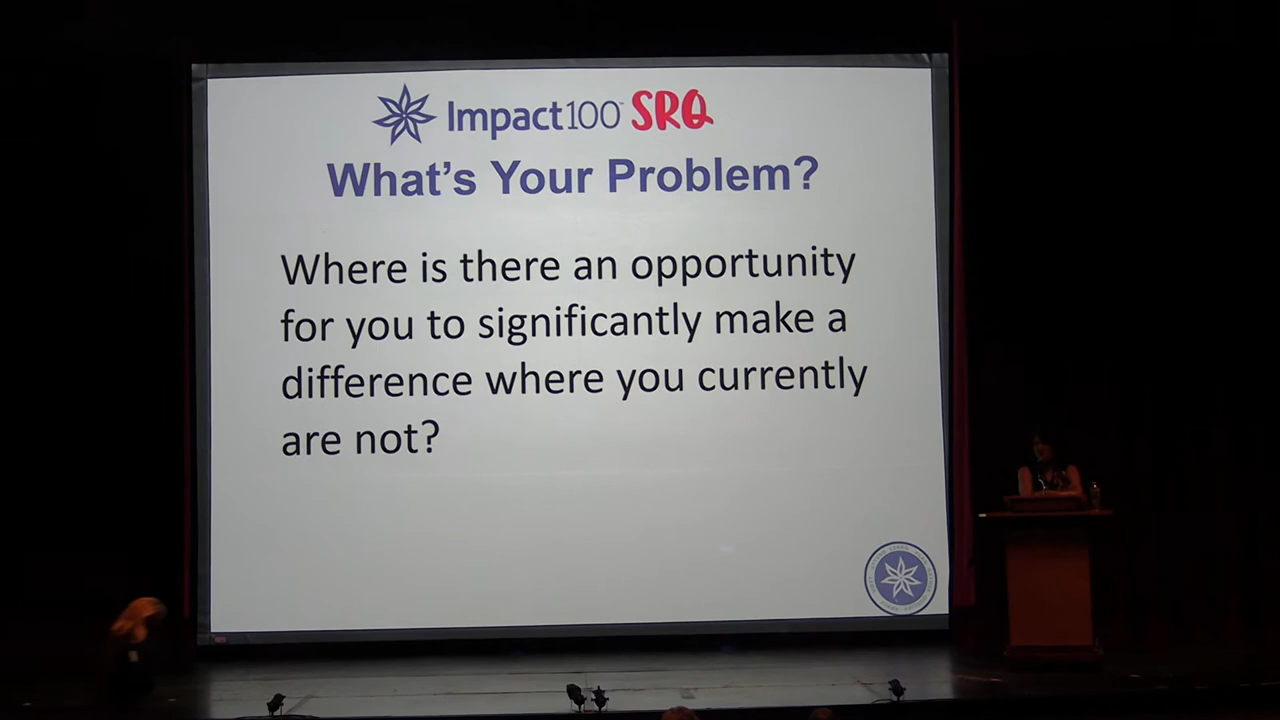 Impact100™ SRQ
What's Your Problem?
Where is there an opportunity
for you to significantly make a
difference where you currently
are not?